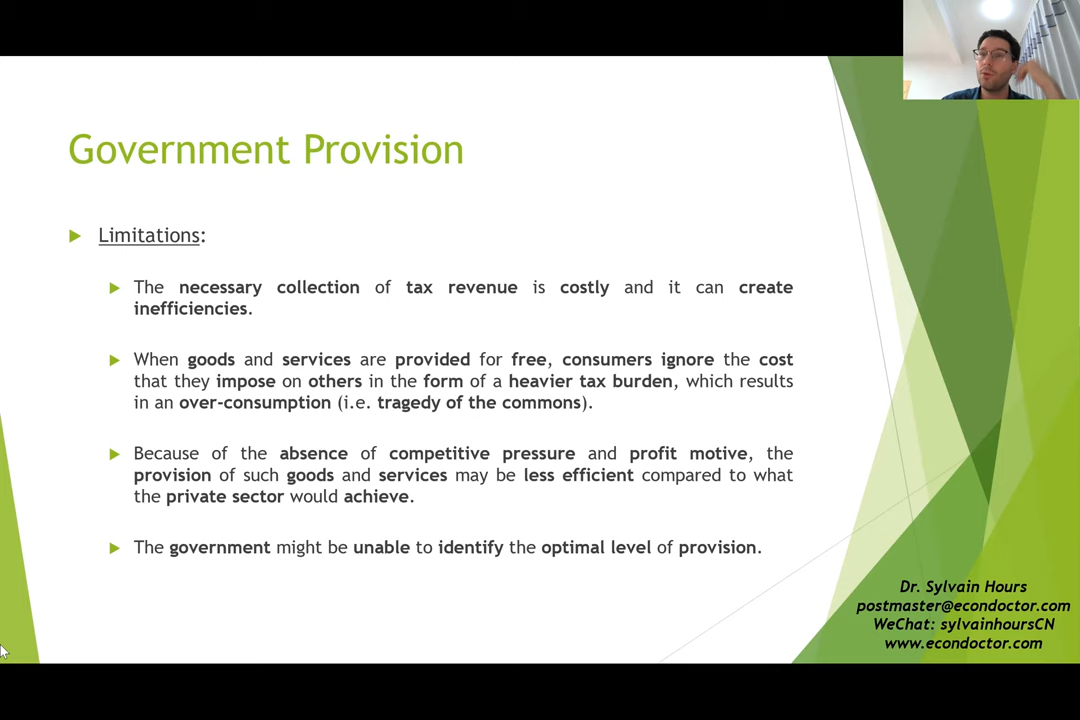 Government Provision
Limitations:
The necessary collection of tax revenue is costly and it can create
inefficiencies.
When goods and services are provided for free, consumers ignore the cost
that they impose on others in the form of a heavier tax burden, which results
in an over-consumption (i.e. tragedy of the commons).
Because of the absence of competitive pressure and profit motive, the
provision of such goods and services may be less efficient compared to what
the private sector would achieve.
The government might be unable to identify the optimal level of provision.
Dr. Sylvain Hours
postmaster@econdoctor.com
WeChat: sylvainhoursCN
www.econdoctor.com